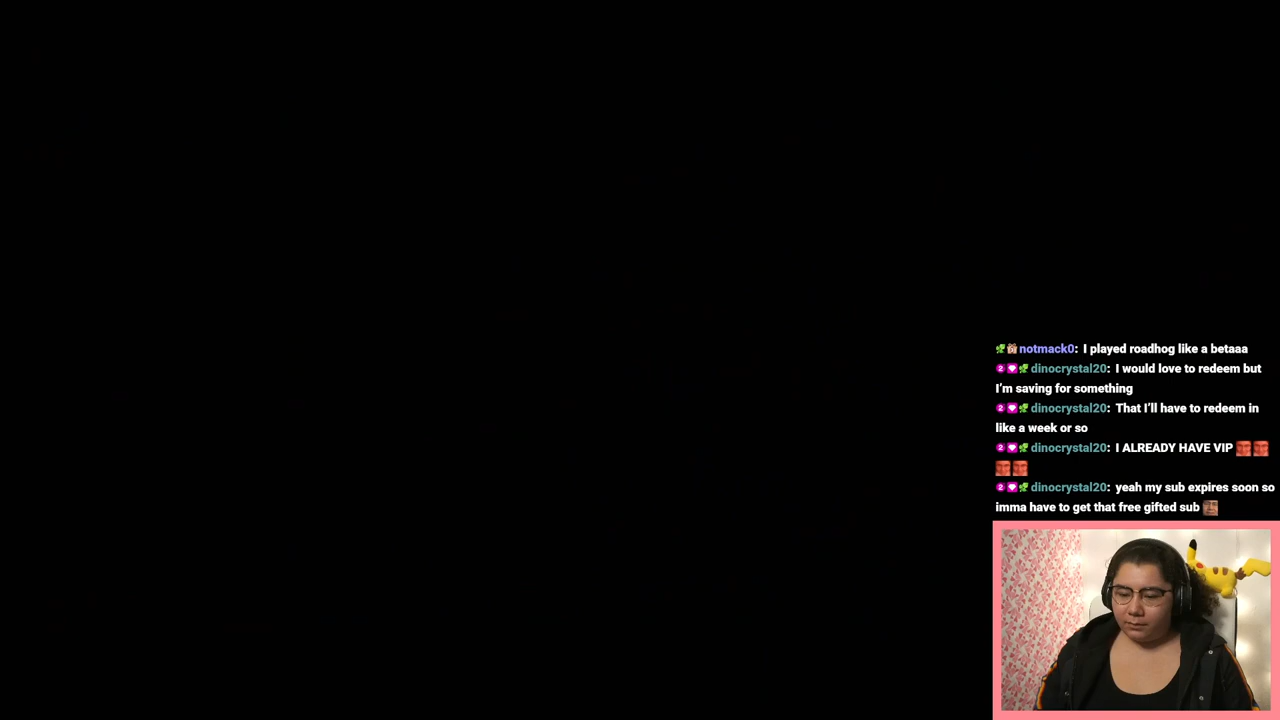 notmack0: I played roadhog like a betaaa
dinocrystal20: I would love to redeem but
I'm saving for something
dinocrystal20: That I'll have to redeem in
like a week or so
dinocrystal20: I ALREADY HAVE VIP
dinocrystal20: yeah my sub expires soon so
imma have to get that free gifted sub